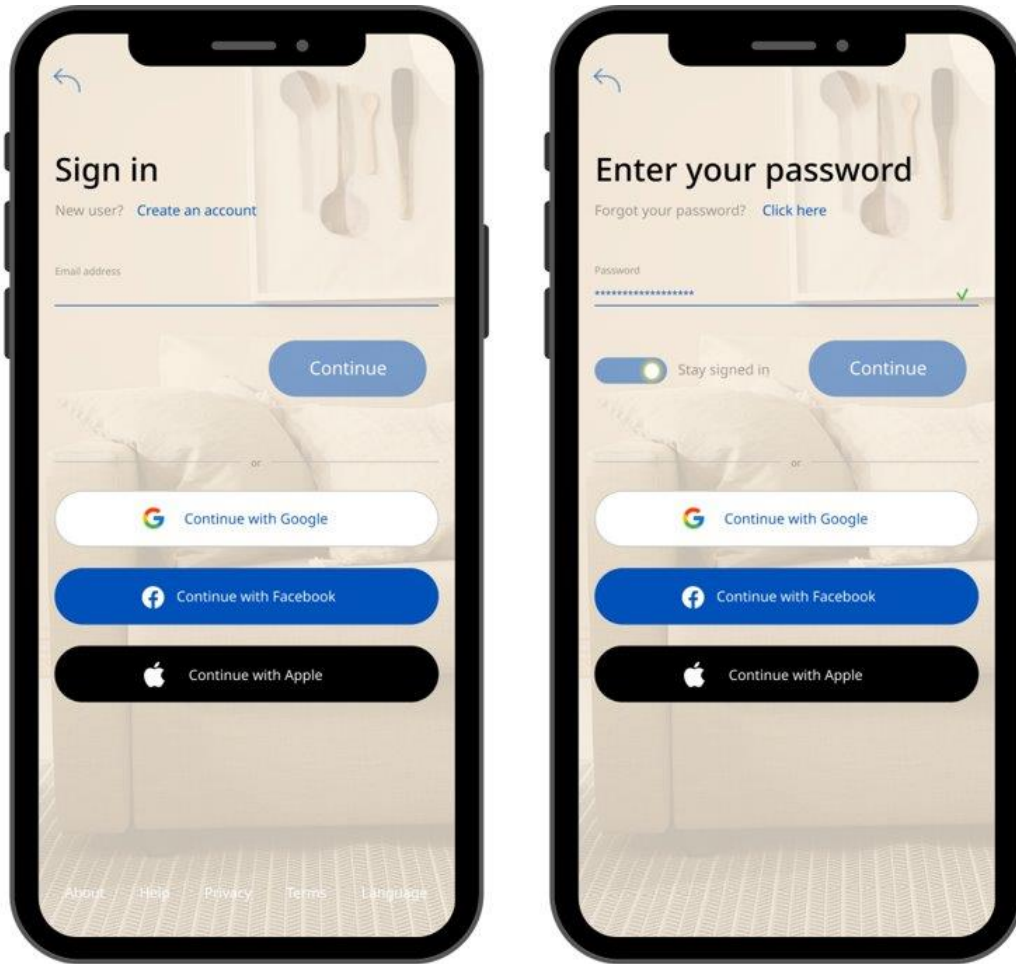 Sign in
New user? Create an account
Email address
Continue
or
Continue with Google
Continue with Facebook
Continue with Apple
About Help Privacy Terms Language
Enter your password
Forgot your password? Click here
Password
******************
Stay signed in Continue
or
Continue with Google
Continue with Facebook
Continue with Apple